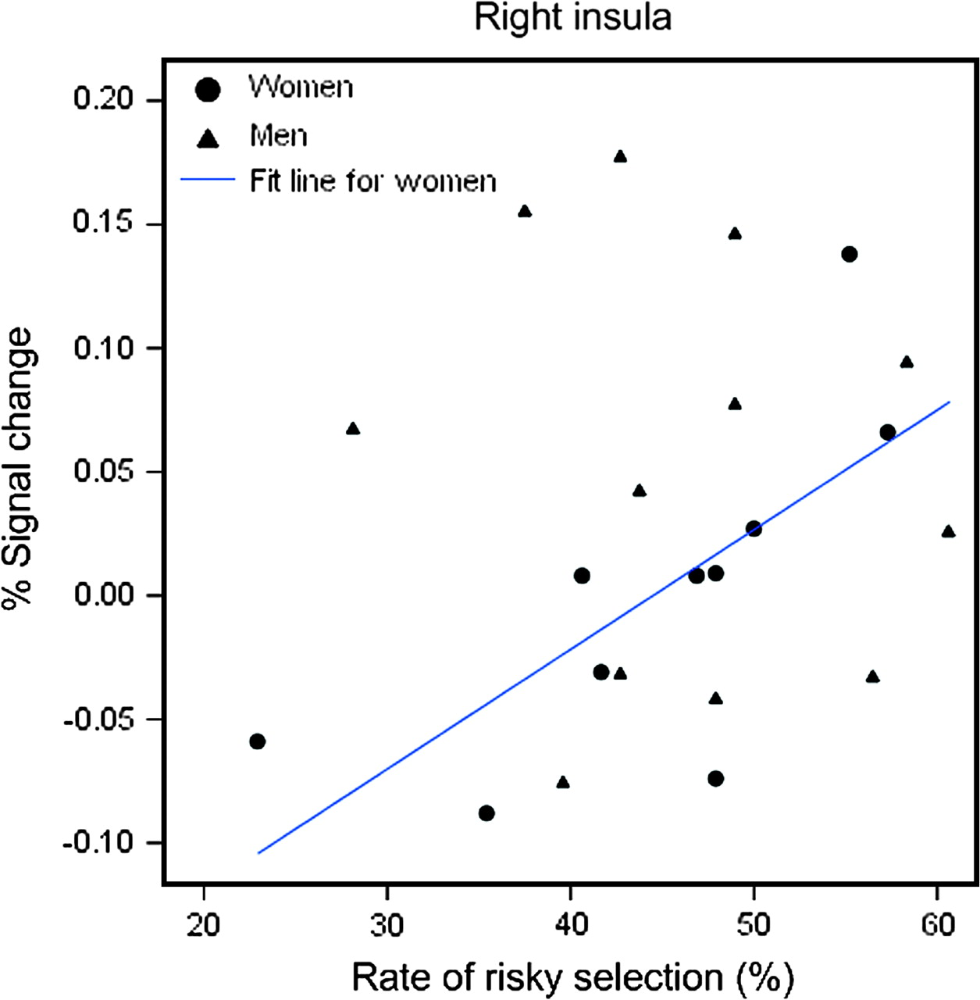 Right insula
Women
Men
Fit line for women
0.20
0.15
0.10
0.05
0.00
-0.05
-0.10
% Signal change
20 30 40 50 60
Rate of risky selection (%)